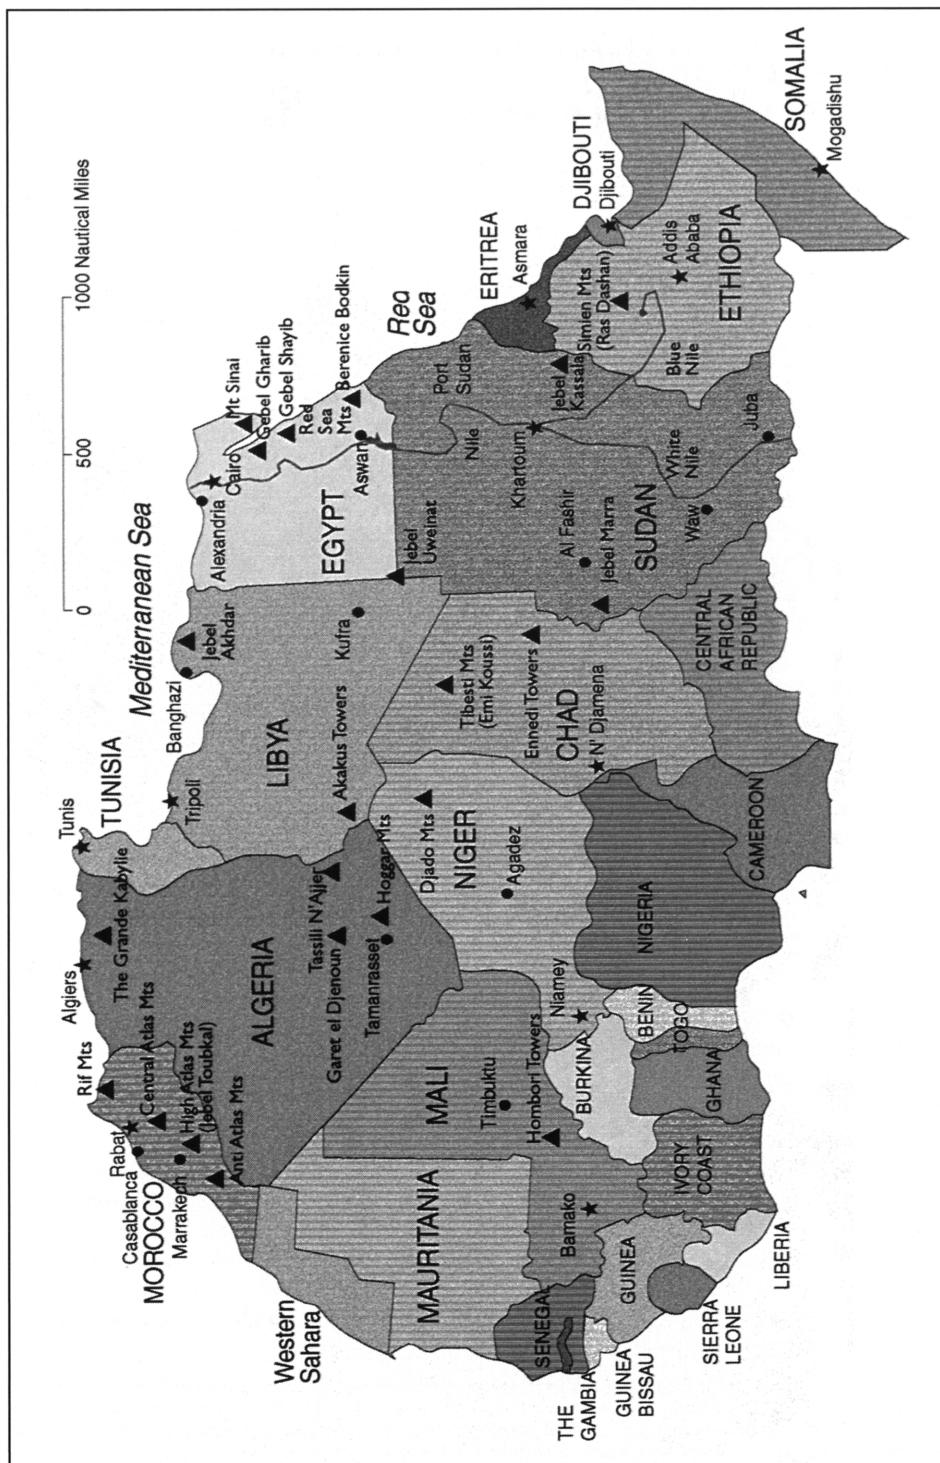 0
500
1000 Nautical Miles
Mediterranean Sea
Tunis
TUNISIA
Algiers
The Grande Kabylie
Rif Mts
Central Atlas Mts
High Atlas Mts
(Jebel Toubkal)
Anti Atlas Mts
Rabat
Casablanca
MOROCCO
Marrakech
Western
Sahara
ALGERIA
Tassili N'Ajjer
Garet el Djenoun
Hoggar Mts
Tamanrasset
Tripoli
Banghazi
Jebel
Akhdar
LIBYA
Akakus Towers
Kufra
Alexandria
Cairo
Mt Sinai
Gebel Gharib
Gebel Shayib
Red
Sea
Mts
Berenice Bodkin
EGYPT
Aswan
Jebel
Uweinat
Red
Sea
MAURITANIA
MALI
Timbuktu
Hombori Towers
Bamako
NIGER
Djado Mts
Agadez
Niamey
CHAD
Tibesti Mts
(Emi Koussi)
Ennedi Towers
N' Djamena
SUDAN
Nile
Port
Sudan
Khartoum
Jebel
Kassala
Al Fashir
Jebel Marra
White
Nile
Waw
Juba
ERITREA
Asmara
DJIBOUTI
Djibouti
Simien Mts
(Ras Dashan)
Addis
Ababa
Blue
Nile
ETHIOPIA
SOMALIA
Mogadishu
SENEGAL
THE
GAMBIA
GUINEA
BISSAU
GUINEA
SIERRA
LEONE
LIBERIA
IVORY
COAST
BURKINA
GHANA
TOGO
BENIN
NIGERIA
CAMEROON
CENTRAL
AFRICAN
REPUBLIC